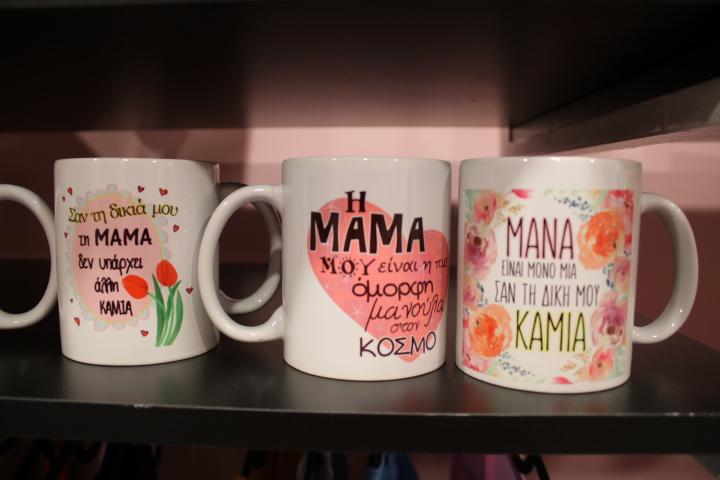 Σαν τη δικιά μου
τη ΜΑΜΑ
δεν υπάρχει
άλλη
ΚΑΜΙΑ
Η
ΜΑΜΑ
ΜΟΥ είναι η πιο
όμορφη
μανούλα
στον
ΚΟΣΜΟ
ΜΑΝΑ
ΕΙΝΑΙ ΜΟΝΟ ΜΙΑ
ΣΑΝ ΤΗ ΔΙΚΗ ΜΟΥ
ΚΑΜΙΑ